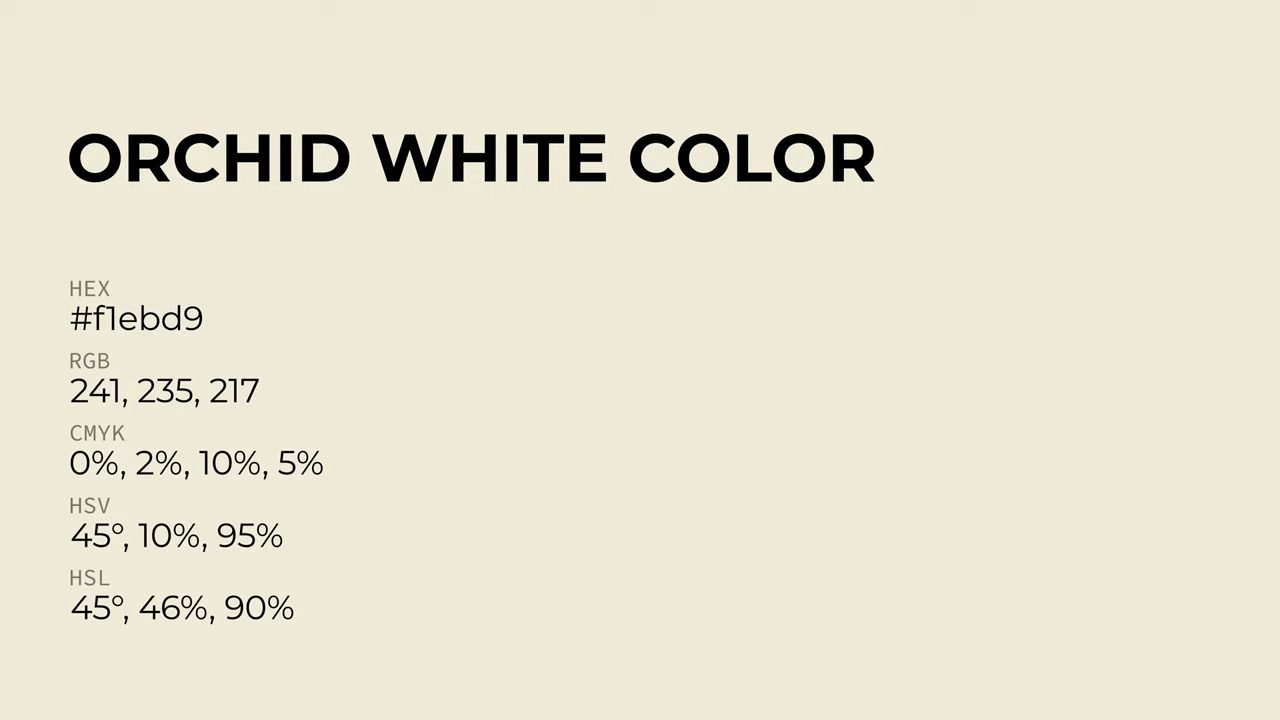 ORCHID WHITE COLOR
HEX
#f1ebd9
RGB
241, 235, 217
CMYK
0%, 2%, 10%, 5%
HSV
45°, 10%, 95%
HSL
45°, 46%, 90%